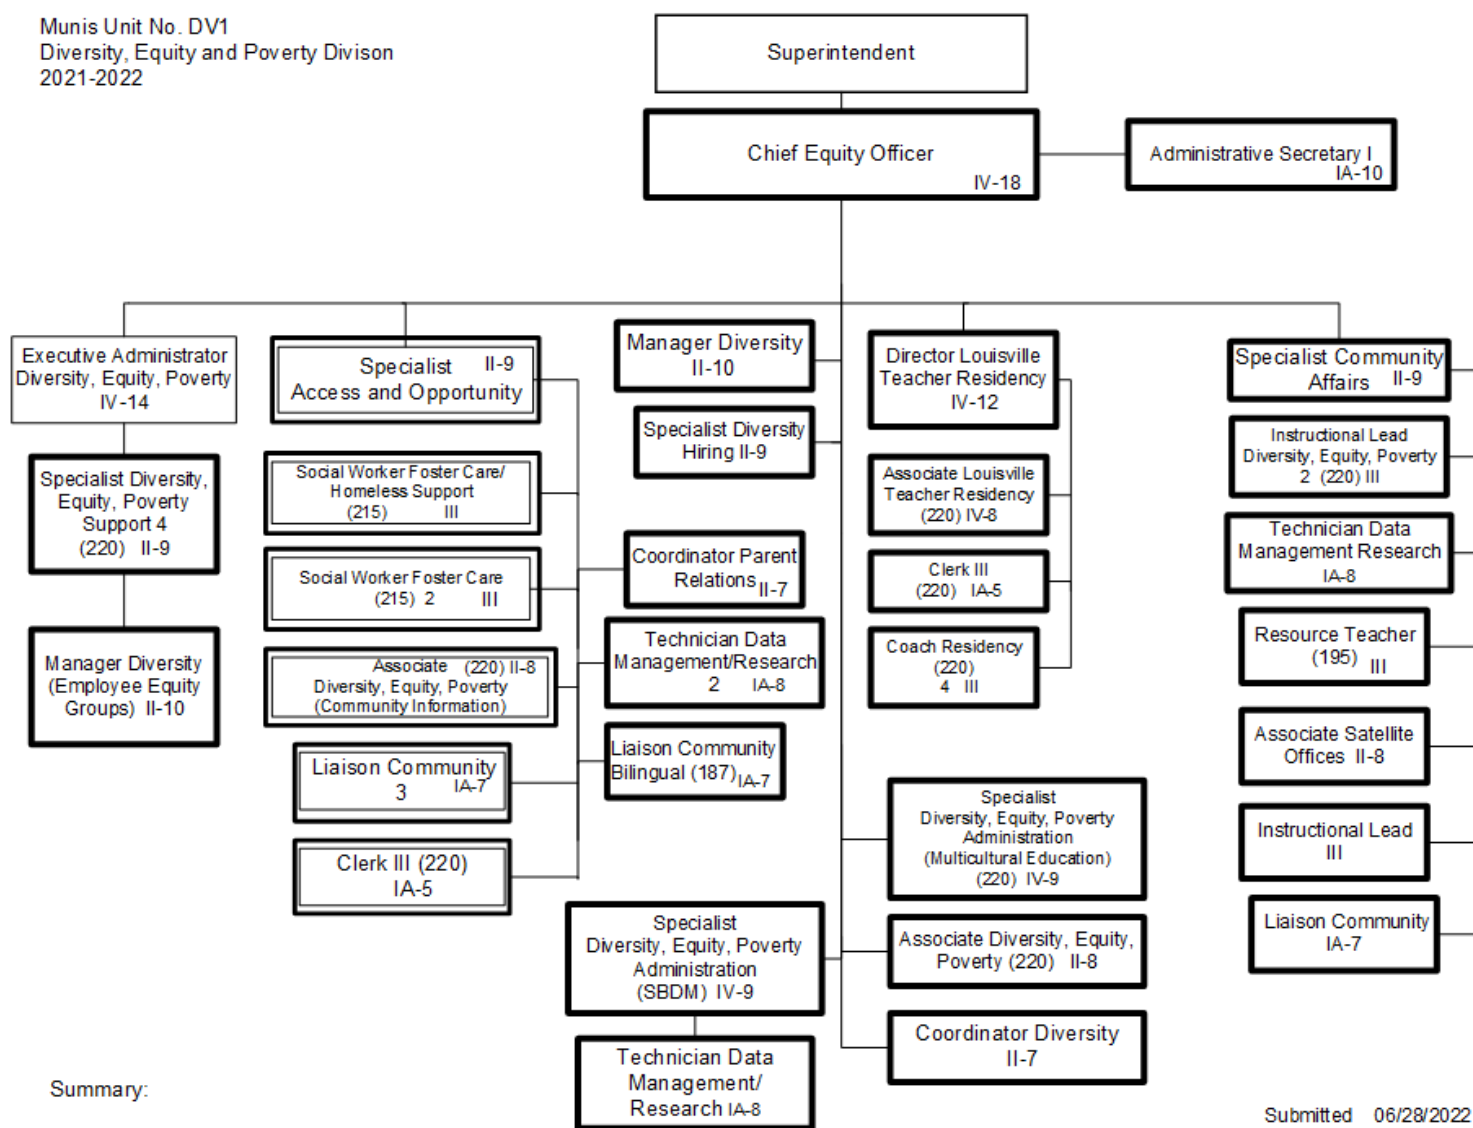 Munis Unit No. DV1
Diversity, Equity and Poverty Divison
2021-2022
Superintendent
Chief Equity Officer
IV-18
Administrative Secretary I
IA-10
Executive Administrator
Diversity, Equity, Poverty
IV-14
Specialist Diversity,
Equity, Poverty
Support 4
(220) II-9
Manager Diversity
(Employee Equity
Groups) II-10
Specialist II-9
Access and Opportunity
Social Worker Foster Care/
Homeless Support
(215) III
Social Worker Foster Care
(215) 2 III
Associate (220) II-8
Diversity, Equity, Poverty
(Community Information)
Liaison Community
3 IA-7
Clerk III (220)
IA-5
Coordinator Parent
Relations II-7
Technician Data
Management/Research
2 IA-8
Liaison Community
Bilingual (187) IA-7
Manager Diversity
II-10
Specialist Diversity
Hiring II-9
Specialist
Diversity, Equity, Poverty
Administration
(SBDM) IV-9
Technician Data
Management/
Research IA-8
Director Louisville
Teacher Residency
IV-12
Associate Louisville
Teacher Residency
(220) IV-8
Clerk III
(220) IA-5
Coach Residency
(220)
4 III
Specialist
Diversity, Equity, Poverty
Administration
(Multicultural Education)
(220) IV-9
Associate Diversity, Equity,
Poverty (220) II-8
Coordinator Diversity
II-7
Specialist Community
Affairs II-9
Instructional Lead
Diversity, Equity, Poverty
2 (220) III
Technician Data
Management Research
IA-8
Resource Teacher
(195) III
Associate Satellite
Offices II-8
Instructional Lead
III
Liaison Community
IA-7
Summary:
Submitted 06/28/2022